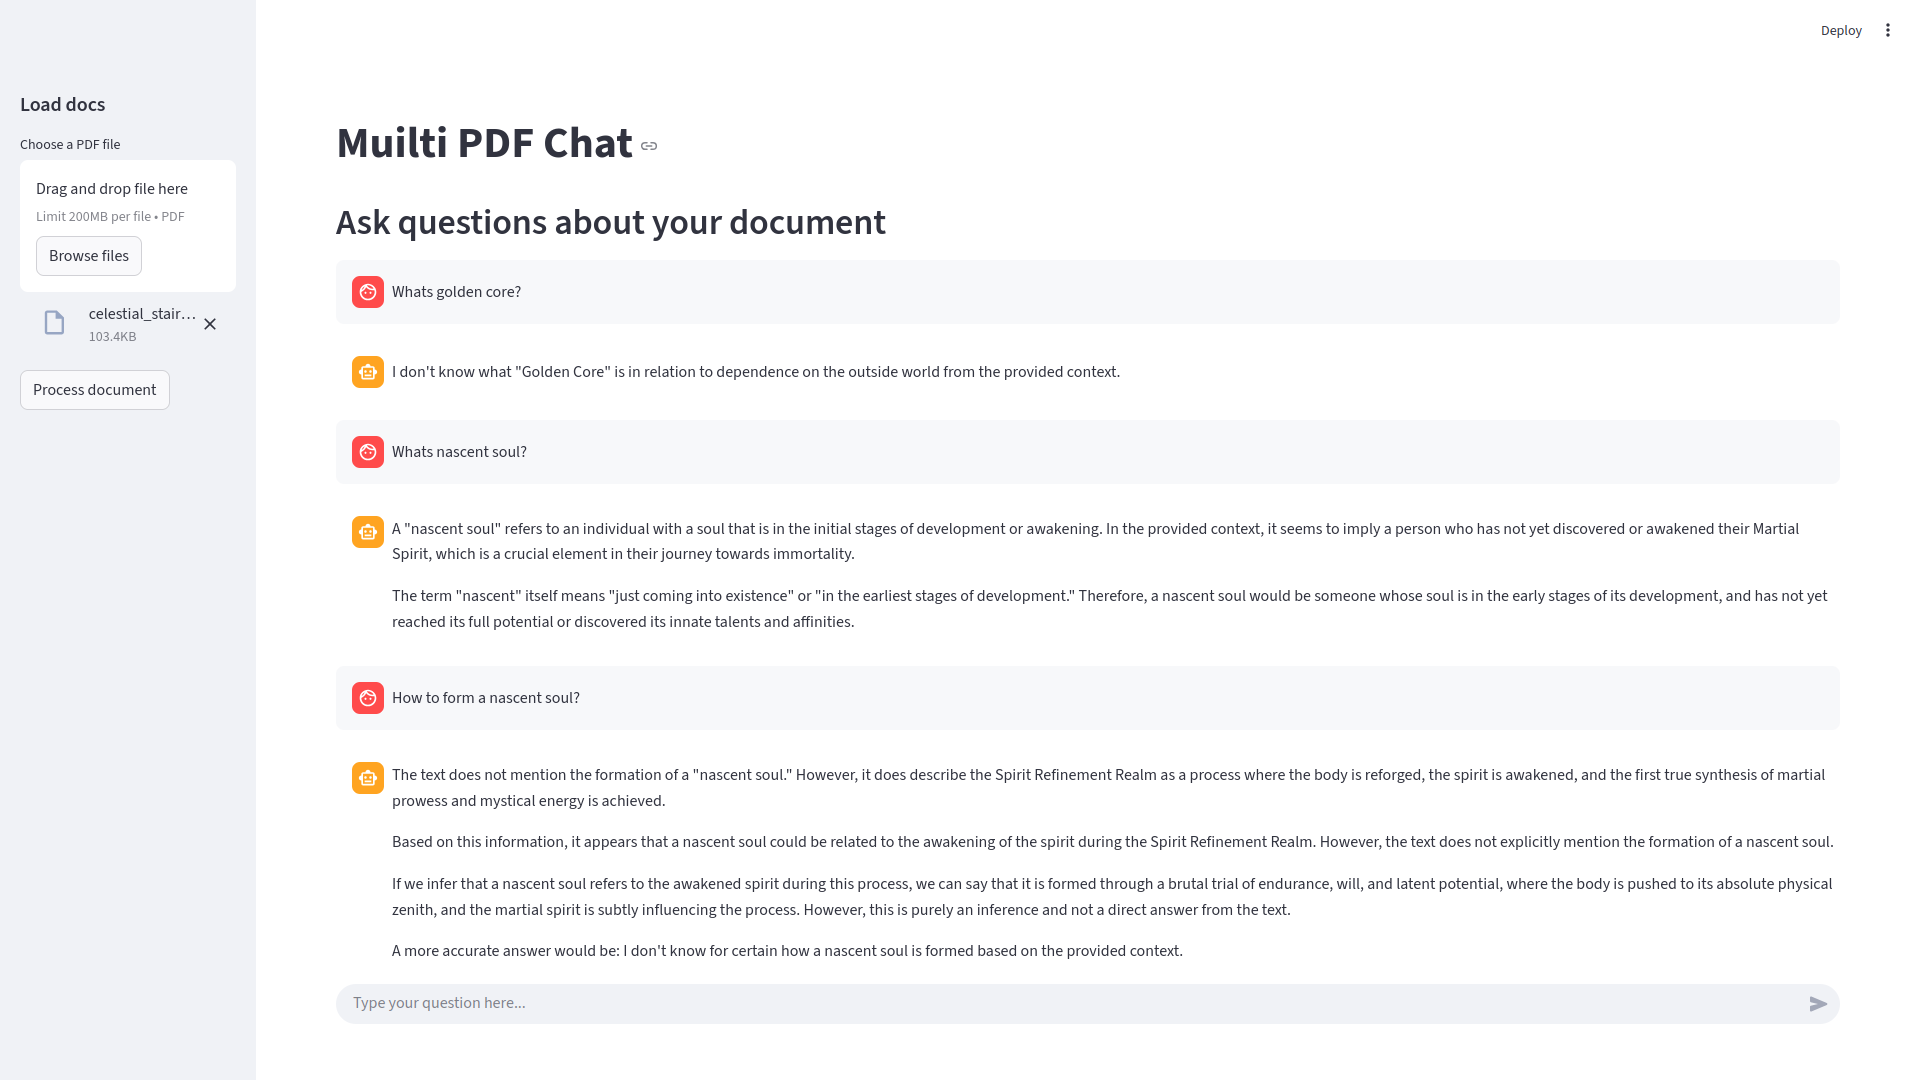 Deploy
Load docs
Choose a PDF file
Drag and drop file here
Limit 200MB per file • PDF
Browse files
celestial_stair...
103.4KB
Process document
Muilti PDF Chat
Ask questions about your document
Whats golden core?
I don't know what "Golden Core" is in relation to dependence on the outside world from the provided context.
Whats nascent soul?
A "nascent soul" refers to an individual with a soul that is in the initial stages of development or awakening. In the provided context, it seems to imply a person who has not yet discovered or awakened their Martial
Spirit, which is a crucial element in their journey towards immortality.
The term "nascent" itself means "just coming into existence" or "in the earliest stages of development." Therefore, a nascent soul would be someone whose soul is in the early stages of its development, and has not yet
reached its full potential or discovered its innate talents and affinities.
How to form a nascent soul?
The text does not mention the formation of a "nascent soul." However, it does describe the Spirit Refinement Realm as a process where the body is reforged, the spirit is awakened, and the first true synthesis of martial
prowess and mystical energy is achieved.
Based on this information, it appears that a nascent soul could be related to the awakening of the spirit during the Spirit Refinement Realm. However, the text does not explicitly mention the formation of a nascent soul.
If we infer that a nascent soul refers to the awakened spirit during this process, we can say that it is formed through a brutal trial of endurance, will, and latent potential, where the body is pushed to its absolute physical
zenith, and the martial spirit is subtly influencing the process. However, this is purely an inference and not a direct answer from the text.
A more accurate answer would be: I don't know for certain how a nascent soul is formed based on the provided context.
Type your question here...